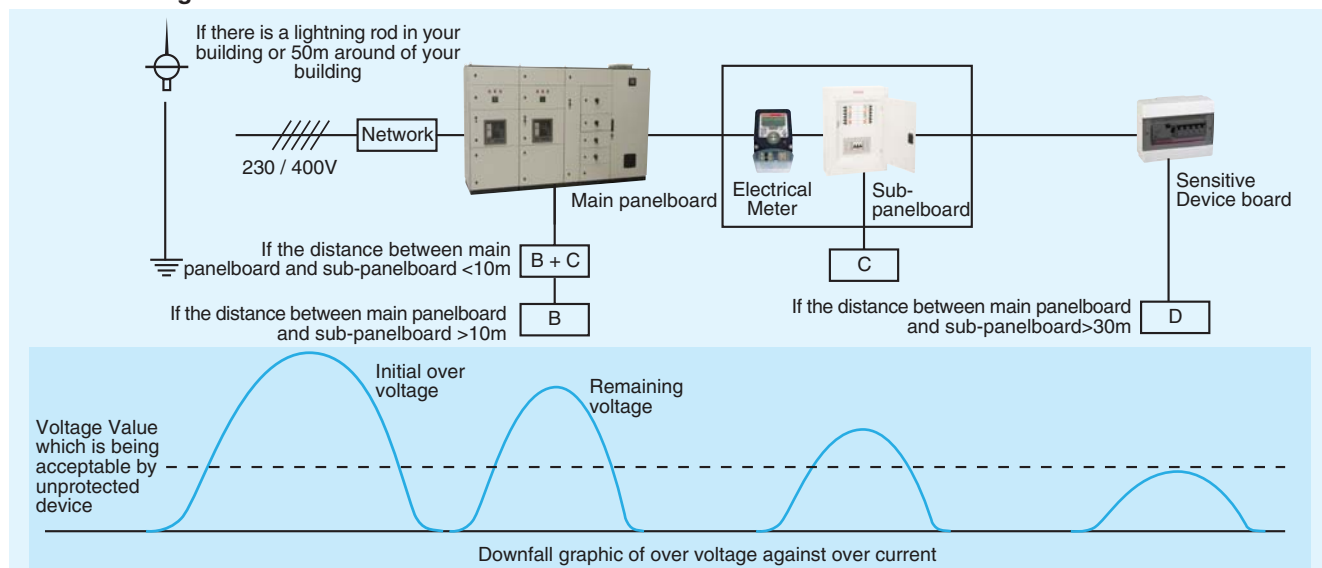 If there is a lightning rod in your
building or 50m around of your
building
Network
230 / 400V
Main panelboard
Electrical
Meter
Sub-
panelboard
Sensitive
Device board
If the distance between main
panelboard and sub-panelboard <10m
B + C
C
If the distance between main panelboard
and sub-panelboard >10m
B
If the distance between main panelboard
and sub-panelboard>30m
D
Initial over
voltage
Remaining
voltage
Voltage Value
which is being
acceptable by
unprotected
device
Downfall graphic of over voltage against over current